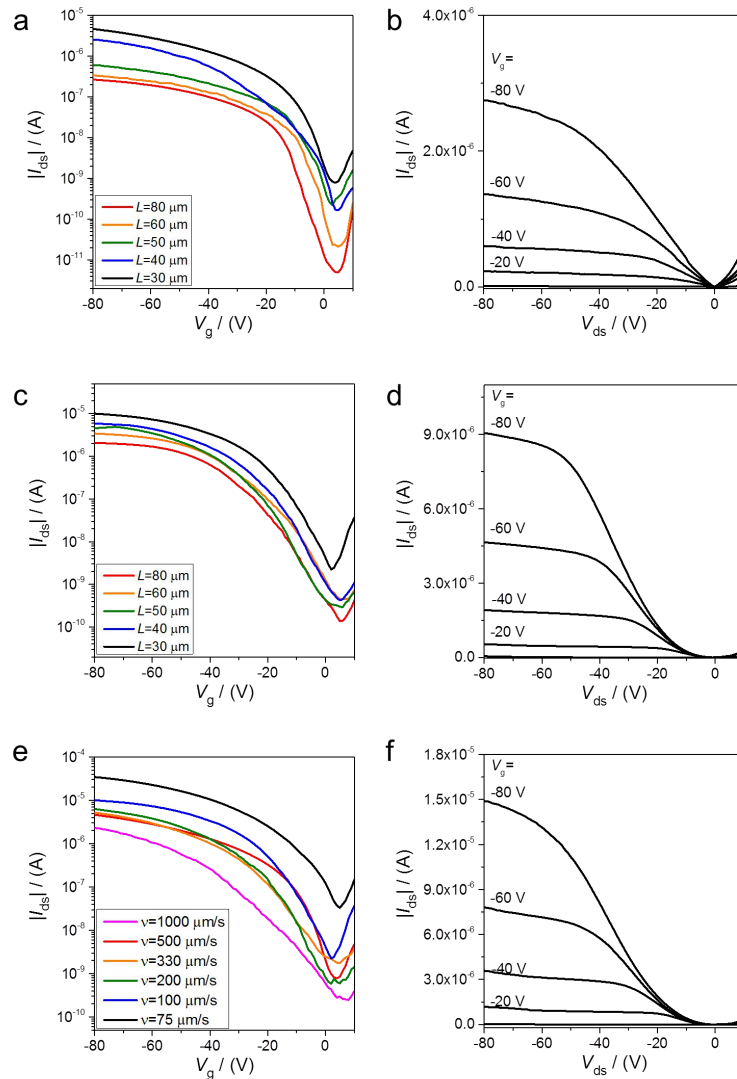 a
10⁻⁵
10⁻⁶
10⁻⁷
10⁻⁸
10⁻⁹
10⁻¹⁰
10⁻¹¹
|I_ds| / (A)
L=80 μm
L=60 μm
L=50 μm
L=40 μm
L=30 μm
-80 -60 -40 -20 0
V_g / (V)
b
4.0x10⁻⁶
2.0x10⁻⁶
0.0
|I_ds| / (A)
V_g=
-80 V
-60 V
-40 V
-20 V
-80 -60 -40 -20 0
V_ds / (V)
c
10⁻⁵
10⁻⁶
10⁻⁷
10⁻⁸
10⁻⁹
10⁻¹⁰
|I_ds| / (A)
L=80 μm
L=60 μm
L=50 μm
L=40 μm
L=30 μm
-80 -60 -40 -20 0
V_g / (V)
d
9.0x10⁻⁶
6.0x10⁻⁶
3.0x10⁻⁶
0.0
|I_ds| / (A)
V_g=
-80 V
-60 V
-40 V
-20 V
-80 -60 -40 -20 0
V_ds / (V)
e
10⁻⁴
10⁻⁵
10⁻⁶
10⁻⁷
10⁻⁸
10⁻⁹
10⁻¹⁰
|I_ds| / (A)
ν=1000 μm/s
ν=500 μm/s
ν=330 μm/s
ν=200 μm/s
ν=100 μm/s
ν=75 μm/s
-80 -60 -40 -20 0
V_g / (V)
f
1.8x10⁻⁵
1.5x10⁻⁵
1.2x10⁻⁵
9.0x10⁻⁶
6.0x10⁻⁶
3.0x10⁻⁶
0.0
|I_ds| / (A)
V_g=
-80 V
-60 V
-40 V
-20 V
-80 -60 -40 -20 0
V_ds / (V)